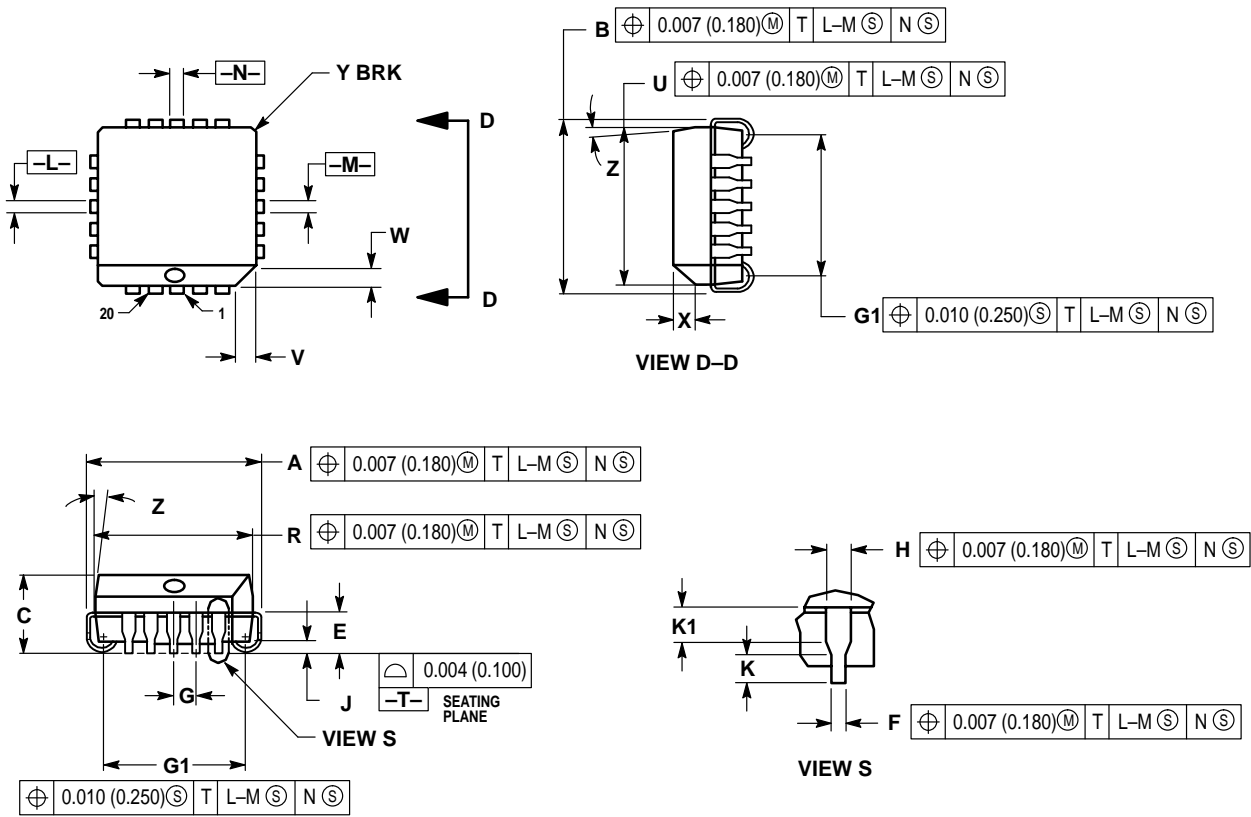 B ⌖ 0.007 (0.180)Ⓜ T L–M Ⓢ N Ⓢ
–N–
Y BRK
U ⌖ 0.007 (0.180)Ⓜ T L–M Ⓢ N Ⓢ
D
–L–
–M–
Z
W
D
20
1
V
X
G1 ⌖ 0.010 (0.250)Ⓢ T L–M Ⓢ N Ⓢ
VIEW D–D
A ⌖ 0.007 (0.180)Ⓜ T L–M Ⓢ N Ⓢ
Z
R ⌖ 0.007 (0.180)Ⓜ T L–M Ⓢ N Ⓢ
H ⌖ 0.007 (0.180)Ⓜ T L–M Ⓢ N Ⓢ
C
E
K1
K
⌓ 0.004 (0.100)
G
J
–T– SEATING
PLANE
F ⌖ 0.007 (0.180)Ⓜ T L–M Ⓢ N Ⓢ
VIEW S
G1
VIEW S
⌖ 0.010 (0.250)Ⓢ T L–M Ⓢ N Ⓢ